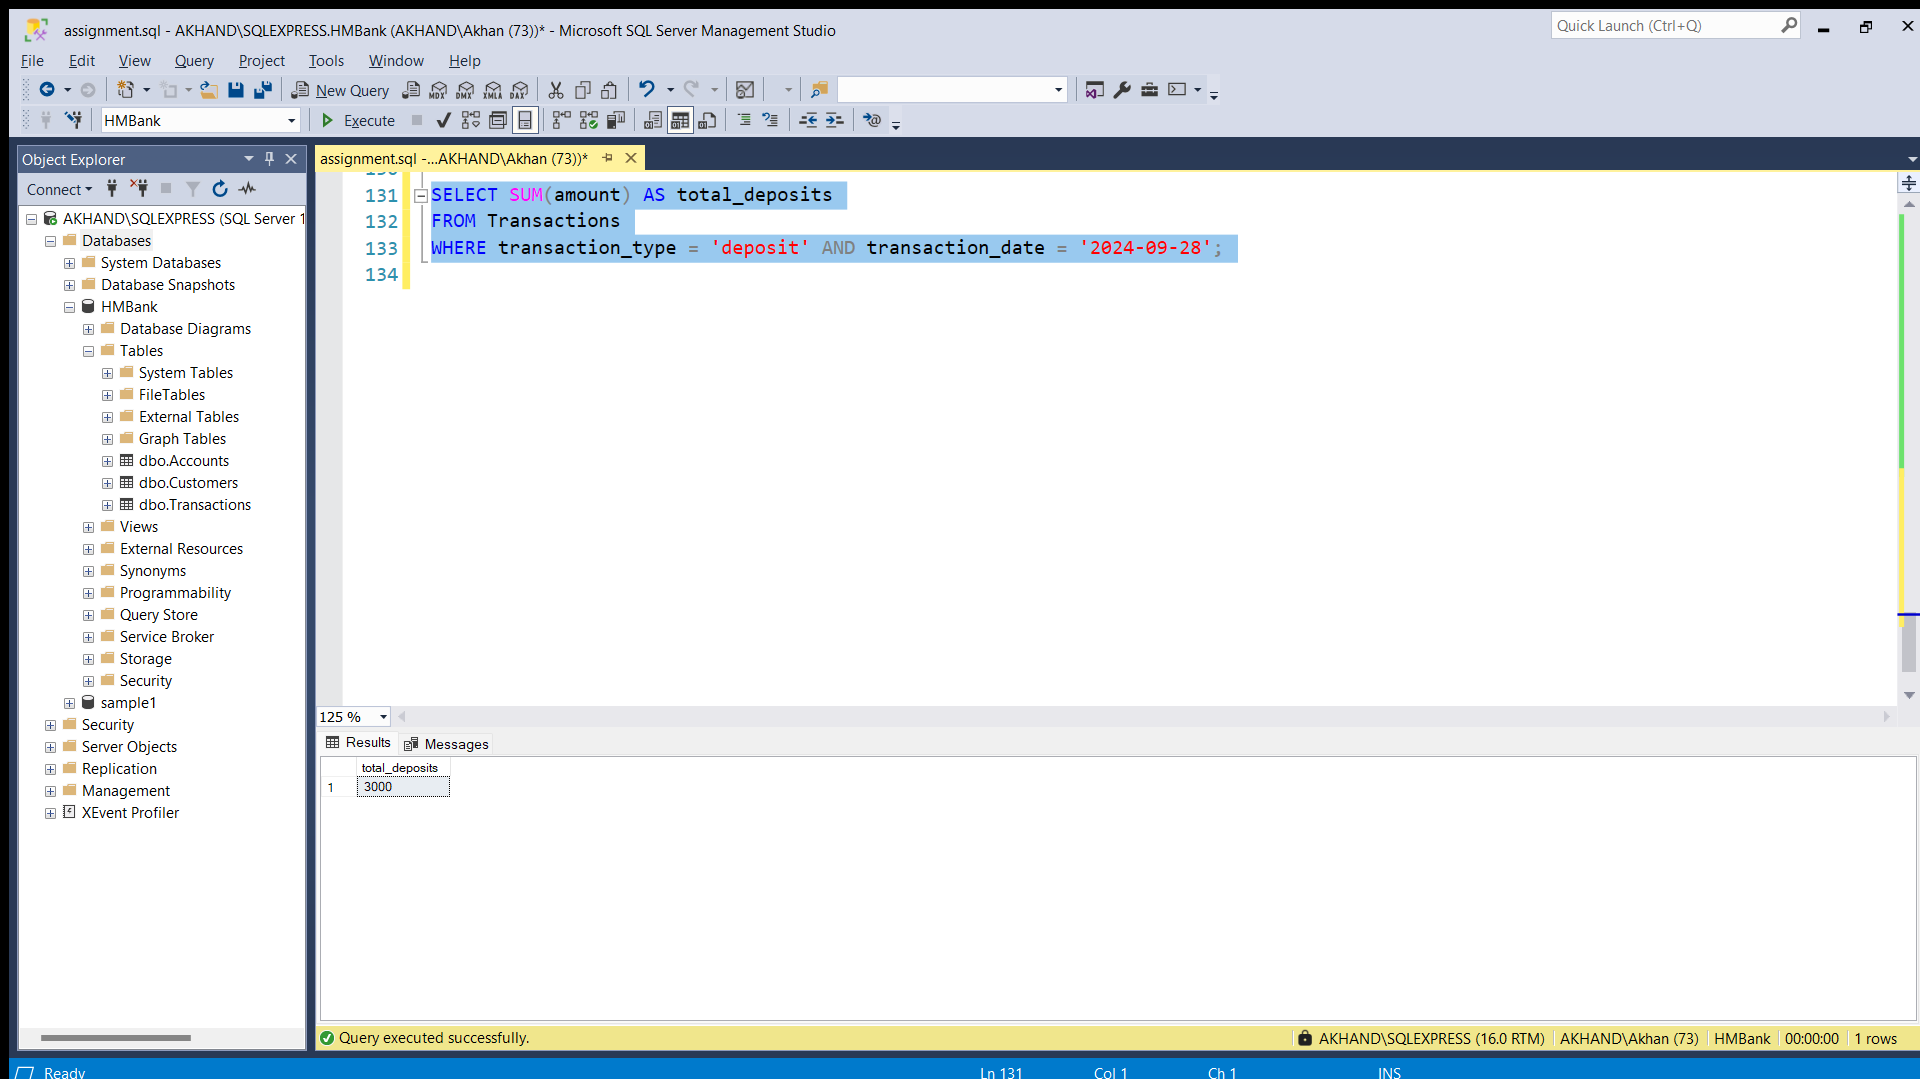 assignment.sql - AKHAND\SQLEXPRESS.HMBank (AKHAND\Akhan (73))* - Microsoft SQL Server Management Studio
Quick Launch (Ctrl+Q)
File Edit View Query Project Tools Window Help
New Query MDX DMX XMLA DAX
HMBank Execute
Object Explorer
Connect
AKHAND\SQLEXPRESS (SQL Server 1
Databases
System Databases
Database Snapshots
HMBank
Database Diagrams
Tables
System Tables
FileTables
External Tables
Graph Tables
dbo.Accounts
dbo.Customers
dbo.Transactions
Views
External Resources
Synonyms
Programmability
Query Store
Service Broker
Storage
Security
sample1
Security
Server Objects
Replication
Management
XEvent Profiler
assignment.sql -...AKHAND\Akhan (73))*
131 SELECT SUM(amount) AS total_deposits
132 FROM Transactions
133 WHERE transaction_type = 'deposit' AND transaction_date = '2024-09-28';
134
125 %
Results Messages
total_deposits
1 3000
Query executed successfully.
AKHAND\SQLEXPRESS (16.0 RTM) AKHAND\Akhan (73) HMBank 00:00:00 1 rows
Ready Ln 131 Col 1 Ch 1 INS